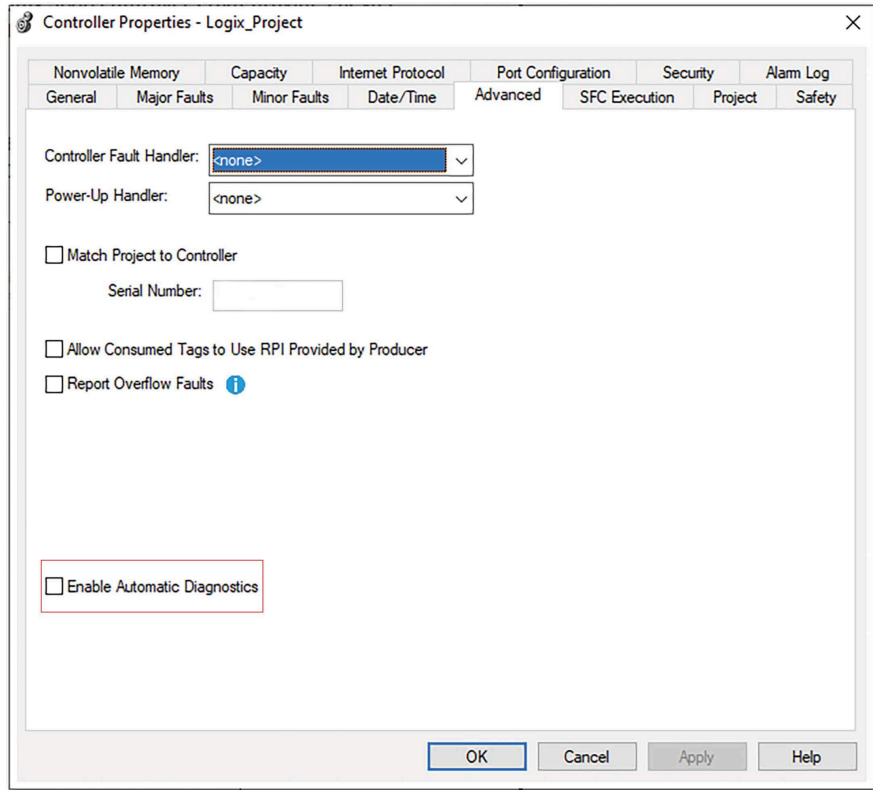 Controller Properties - Logix_Project
Nonvolatile Memory Capacity Internet Protocol Port Configuration Security Alarm Log
General Major Faults Minor Faults Date/Time Advanced SFC Execution Project Safety
Controller Fault Handler: <none>
Power-Up Handler: <none>
Match Project to Controller
Serial Number:
Allow Consumed Tags to Use RPI Provided by Producer
Report Overflow Faults
Enable Automatic Diagnostics
OK Cancel Apply Help